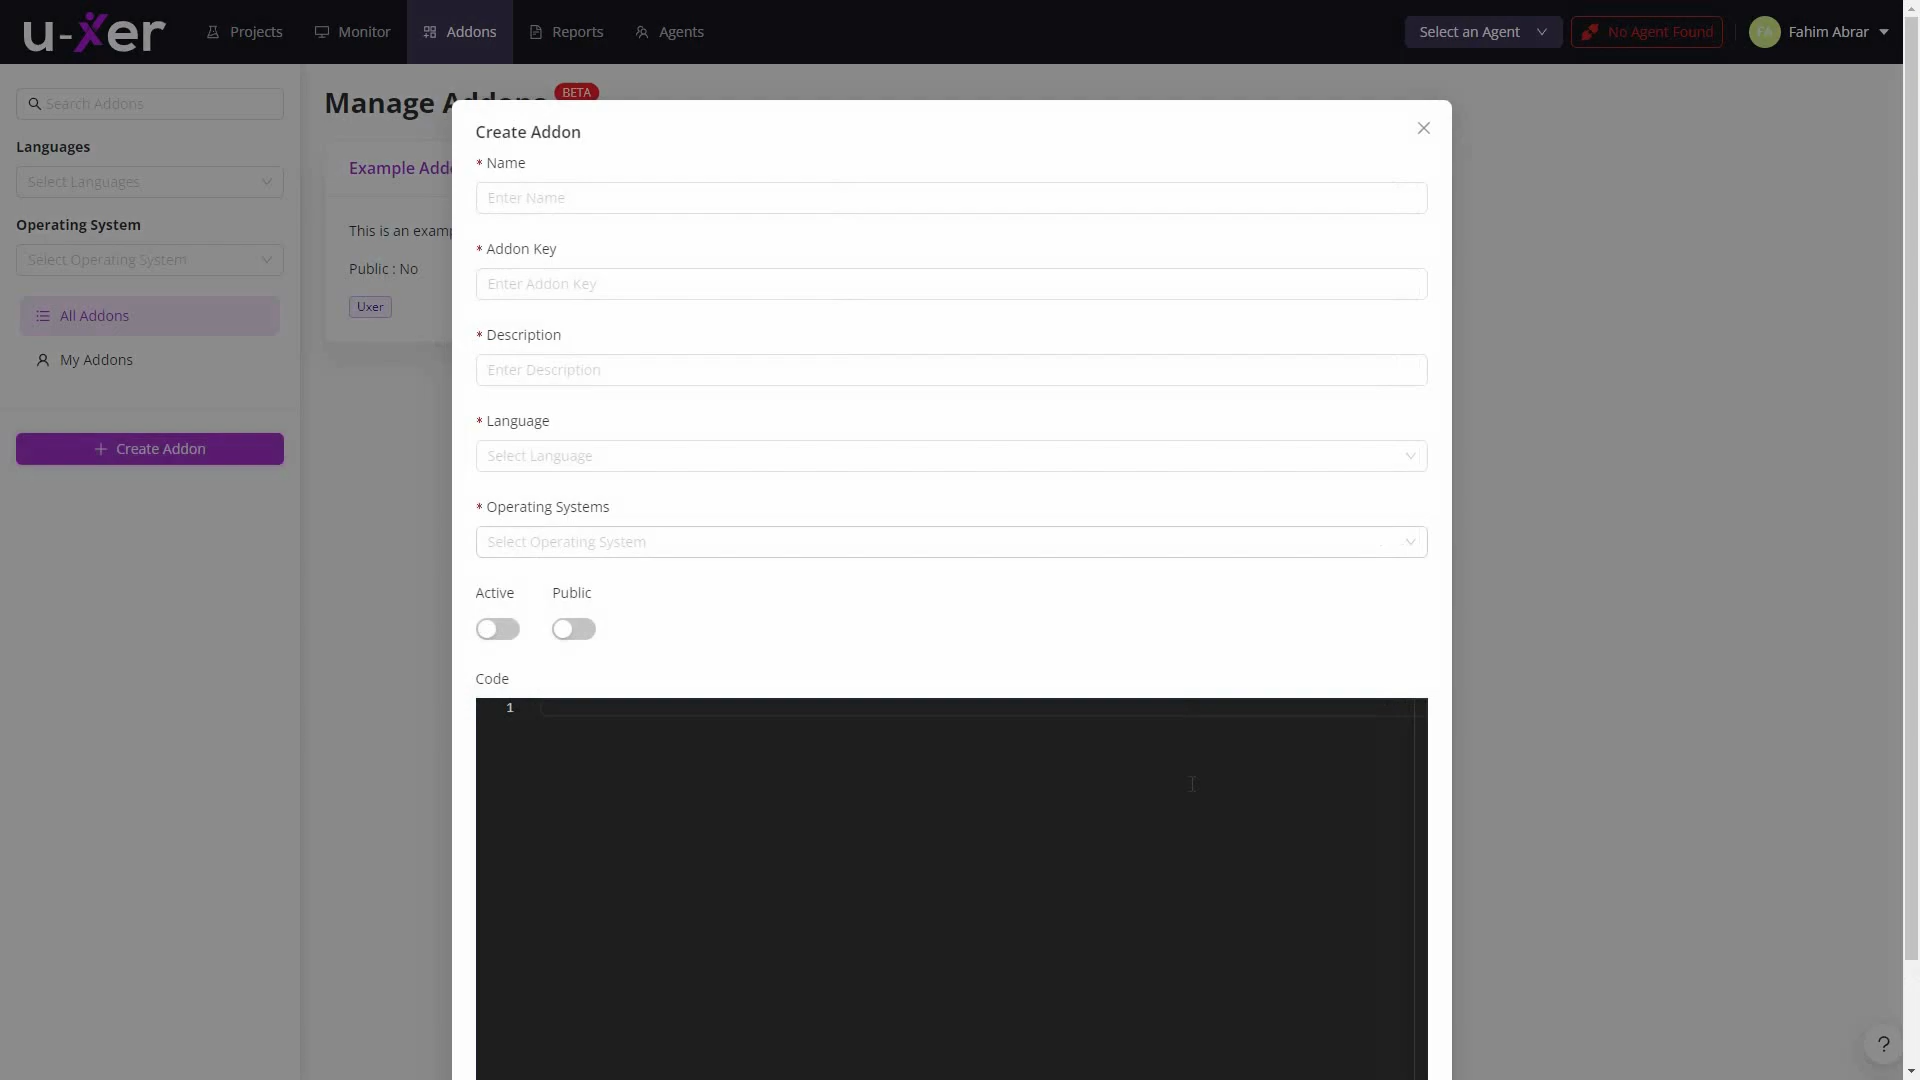 u-xer
Projects
Monitor
Addons
Reports
Agents
Select an Agent
No Agent Found
FA
Fahim Abrar
Search Addons
Languages
Select Languages
Operating System
Select Operating System
All Addons
My Addons
Create Addon
Manage Addons
BETA
Example Add
This is an examp
Public : No
Uxer
Create Addon
* Name
Enter Name
* Addon Key
Enter Addon Key
* Description
Enter Description
* Language
Select Language
* Operating Systems
Select Operating System
Active Public
Code
1
?